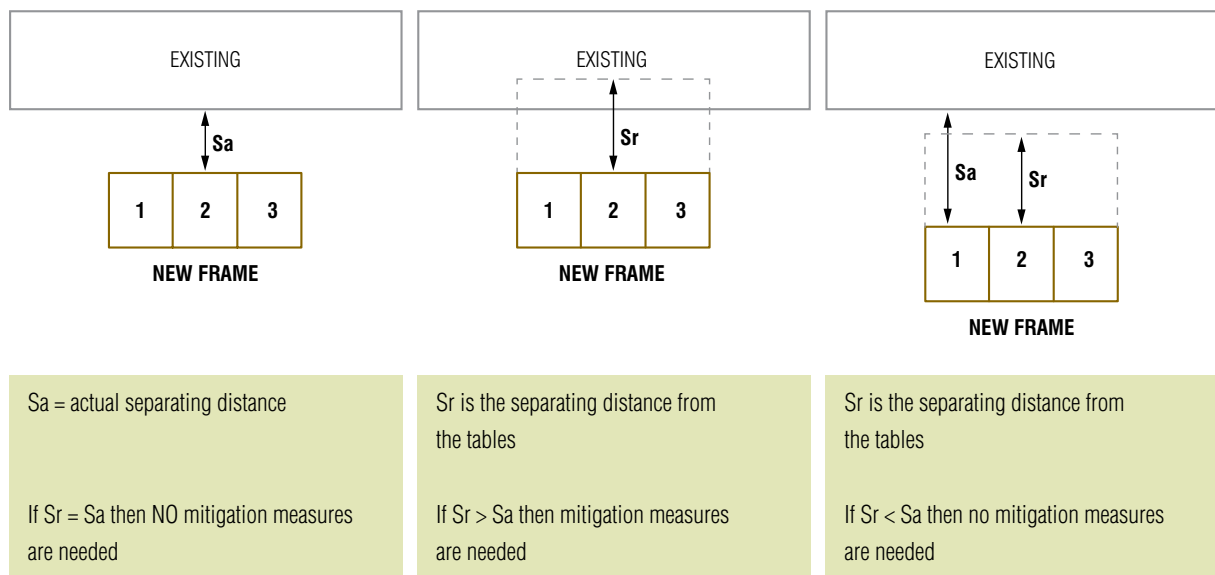 EXISTING
Sa
1 2 3
NEW FRAME
EXISTING
Sr
1 2 3
NEW FRAME
EXISTING
Sa
Sr
1 2 3
NEW FRAME
Sa = actual separating distance
If Sr = Sa then NO mitigation measures
are needed
Sr is the separating distance from
the tables
If Sr > Sa then mitigation measures
are needed
Sr is the separating distance from
the tables
If Sr < Sa then no mitigation measures
are needed